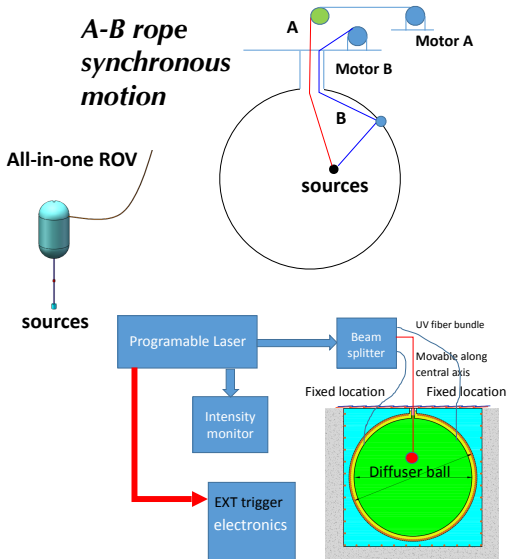 A-B rope
synchronous
motion
A
Motor A
Motor B
B
sources
All-in-one ROV
sources
Programable Laser
Beam
splitter
UV fiber bundle
Movable along
central axis
Fixed location
Fixed location
Intensity
monitor
Diffuser ball
EXT trigger
electronics